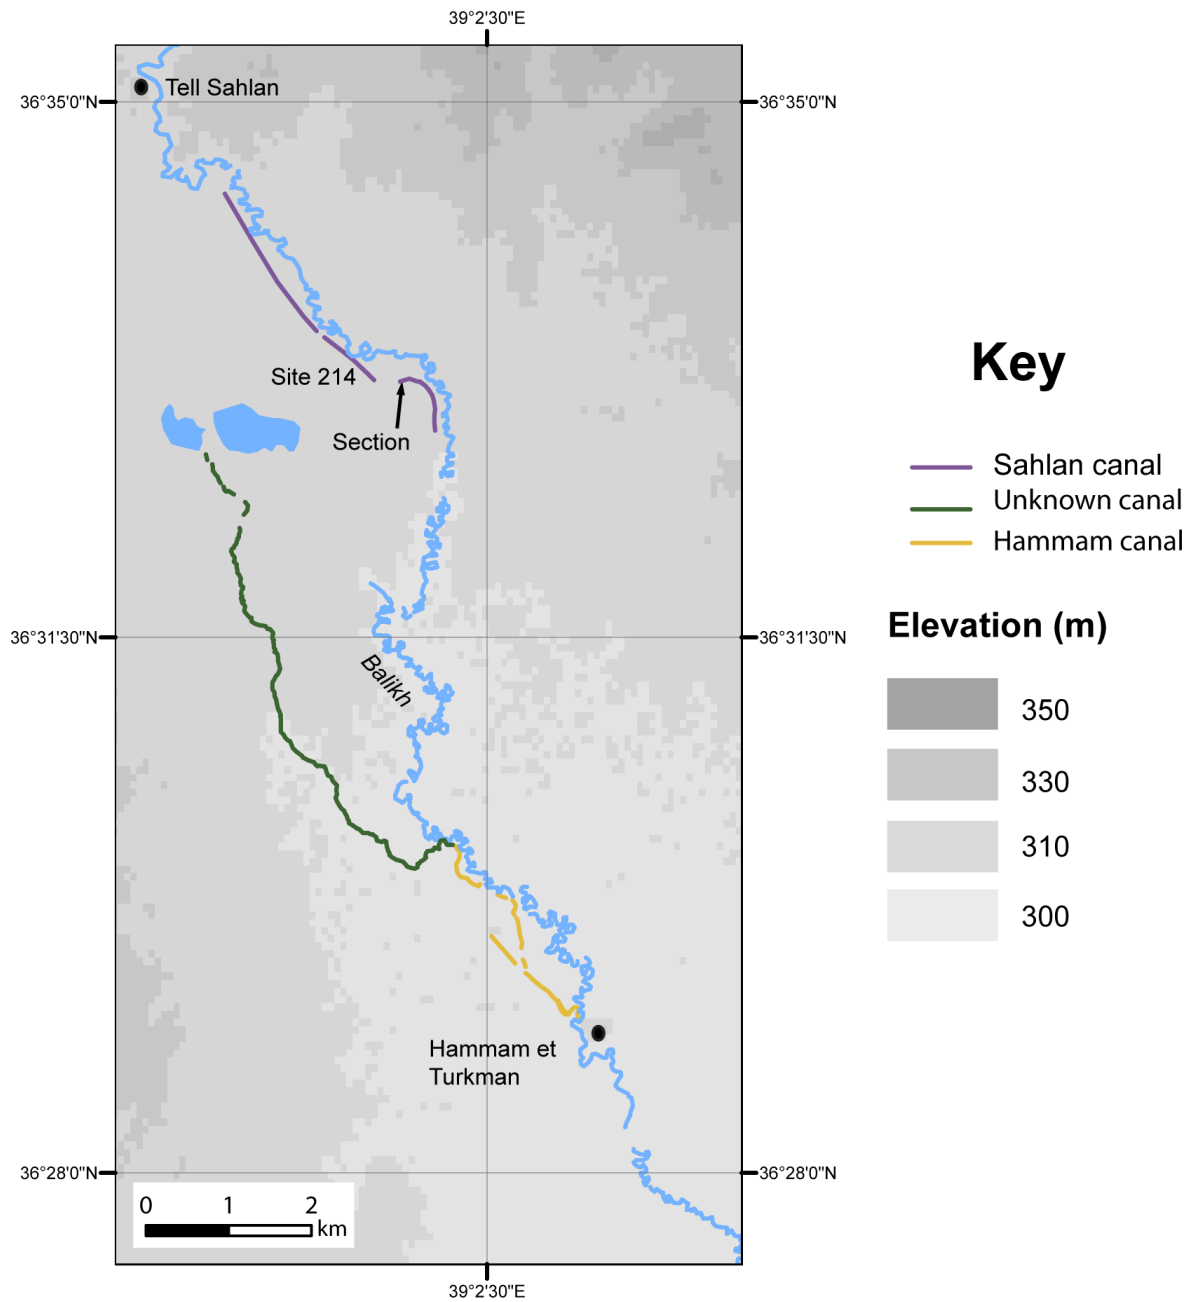 39°2'30"E
Tell Sahlan
36°35'0"N
36°35'0"N
Site 214
Section
Key
Sahlan canal
Unknown canal
Hammam canal
36°31'30"N
36°31'30"N
Balikh
Elevation (m)
350
330
310
300
Hammam et
Turkman
36°28'0"N
36°28'0"N
0 1 2
km
39°2'30"E